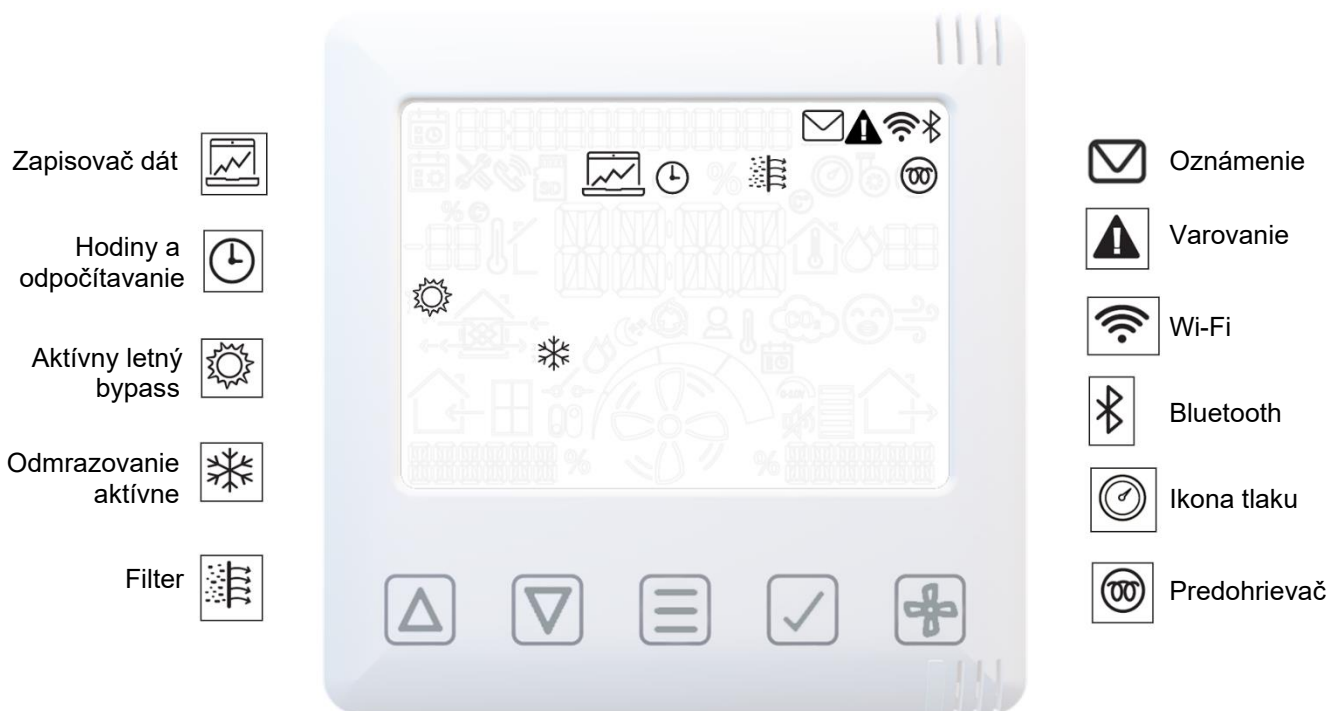 Zapisovač dát
Hodiny a
odpočítavanie
Aktívny letný
bypass
Odmrazovanie
aktívne
Filter
Oznámenie
Varovanie
Wi-Fi
Bluetooth
Ikona tlaku
Predohrievač